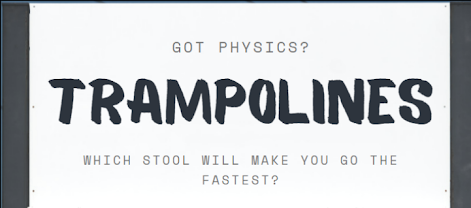 GOT PHYSICS?
TRAMPOLINES
WHICH STOOL WILL MAKE YOU GO THE
FASTEST?